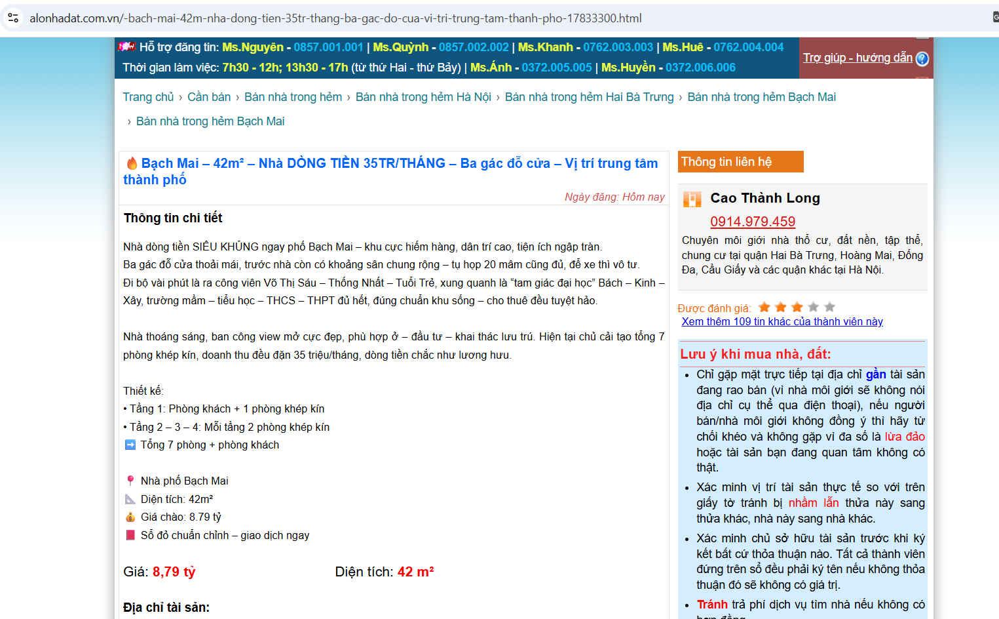 alonhadat.com.vn/-bach-mai-42m-nha-dong-tien-35tr-thang-ba-gac-do-cua-vi-tri-trung-tam-thanh-pho-17833300.html
Hỗ trợ đăng tin: Ms.Nguyên - 0857.001.001 | Ms.Quỳnh - 0857.002.002 | Ms.Khanh - 0762.003.003 | Ms.Huê - 0762.004.004
Thời gian làm việc: 7h30 - 12h; 13h30 - 17h (từ thứ Hai - thứ Bảy) | Ms.Ánh - 0372.005.005 | Ms.Huyền - 0372.006.006
Trợ giúp - hướng dẫn
Trang chủ › Cần bán › Bán nhà trong hẻm › Bán nhà trong hẻm Hà Nội › Bán nhà trong hẻm Hai Bà Trưng › Bán nhà trong hẻm Bạch Mai
› Bán nhà trong hẻm Bạch Mai
🔥 Bạch Mai – 42m² – Nhà DÒNG TIỀN 35TR/THÁNG – Ba gác đỗ cửa – Vị trí trung tâm
thành phố
Ngày đăng: Hôm nay
Thông tin chi tiết
Nhà dòng tiền SIÊU KHỦNG ngay phố Bạch Mai – khu cực hiếm hàng, dân trí cao, tiện ích ngập tràn.
Ba gác đỗ cửa thoải mái, trước nhà còn có khoảng sân chung rộng – tụ họp 20 mâm cũng đủ, để xe thì vô tư.
Đi bộ vài phút là ra công viên Võ Thị Sáu – Thống Nhất – Tuổi Trẻ, xung quanh là “tam giác đại học” Bách – Kinh –
Xây, trường mầm – tiểu học – THCS – THPT đủ hết, đúng chuẩn khu sống – cho thuê đều tuyệt hảo.
Nhà thoáng sáng, ban công view mở cực đẹp, phù hợp ở – đầu tư – khai thác lưu trú. Hiện tại chủ cải tạo tổng 7
phòng khép kín, doanh thu đều đặn 35 triệu/tháng, dòng tiền chắc như lương hưu.
Thiết kế:
• Tầng 1: Phòng khách + 1 phòng khép kín
• Tầng 2 – 3 – 4: Mỗi tầng 2 phòng khép kín
➡️ Tổng 7 phòng + phòng khách
📍 Nhà phố Bạch Mai
📐 Diện tích: 42m²
💰 Giá chào: 8.79 tỷ
📕 Sổ đỏ chuẩn chỉnh – giao dịch ngay
Giá: 8,79 tỷ
Diện tích: 42 m²
Địa chỉ tài sản:
Thông tin liên hệ
Cao Thành Long
0914.979.459
Chuyên môi giới nhà thổ cư, đất nền, tập thể,
chung cư tại quận Hai Bà Trưng, Hoàng Mai, Đống
Đa, Cầu Giấy và các quận khác tại Hà Nội.
Được đánh giá:
Xem thêm 109 tin khác của thành viên này
Lưu ý khi mua nhà, đất:
• Chỉ gặp mặt trực tiếp tại địa chỉ gần tài sản
đang rao bán (vì nhà môi giới sẽ không nói
địa chỉ cụ thể qua điện thoại), nếu người
bán/nhà môi giới không đồng ý thì hãy từ
chối khéo và không gặp vì đa số là lừa đảo
hoặc tài sản bạn đang quan tâm không có
thật.
• Xác minh vị trí tài sản thực tế so với trên
giấy tờ tránh bị nhầm lẫn thửa này sang
thửa khác, nhà này sang nhà khác.
• Xác minh chủ sở hữu tài sản trước khi ký
kết bất cứ thỏa thuận nào. Tất cả thành viên
đứng trên sổ đều phải ký tên nếu không thỏa
thuận đó sẽ không có giá trị.
• Tránh trả phí dịch vụ tìm nhà nếu không có
hợp đồng.